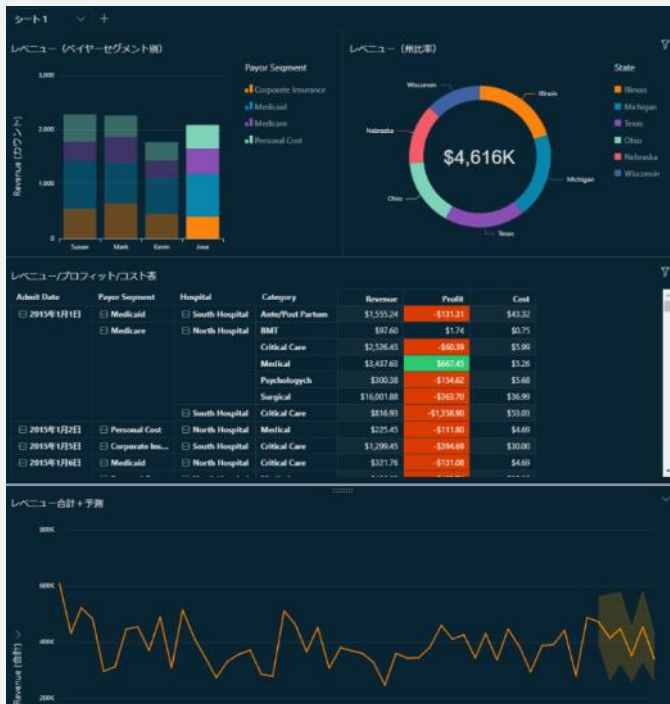 シート1
レベニュー (ペイヤーセグメント別)
3,000
2,000
1,000
0
Revenue (カウント)
Susan Mark Kevin Jose
Payor Segment
Corporate Insurance
Medicaid
Medicare
Personal Cost
レベニュー (州比率)
Wisconsin
Illinois
Nebraska
Michigan
Ohio
Texas
$4,616K
State
Illinois
Michigan
Texas
Ohio
Nebraska
Wisconsin
レベニュー/プロフィット/コスト表
Admit Date Payor Segment Hospital Category Revenue Profit Cost
2015年1月1日 Medicaid South Hospital Ante/Post Partum $1,555.24 -$131.31 $43.32
Medicare North Hospital BMT $97.60 $1.74 $0.75
Critical Care $2,526.43 -$60.39 $5.99
Medical $3,437.63 $667.45 $5.26
Psychologych $300.38 -$154.62 $5.68
Surgical $16,001.88 -$363.70 $36.99
South Hospital Critical Care $816.93 -$1,358.90 $53.03
2015年1月2日 Personal Cost North Hospital Medical $225.45 -$111.80 $4.69
2015年1月5日 Corporate Ins... North Hospital Critical Care $1,299.45 -$394.69 $30.00
2015年1月6日 Medicaid North Hospital Critical Care $321.76 -$131.08 $4.69
レベニュー合計+予測
800K
600K
400K
200K
Revenue (合計)